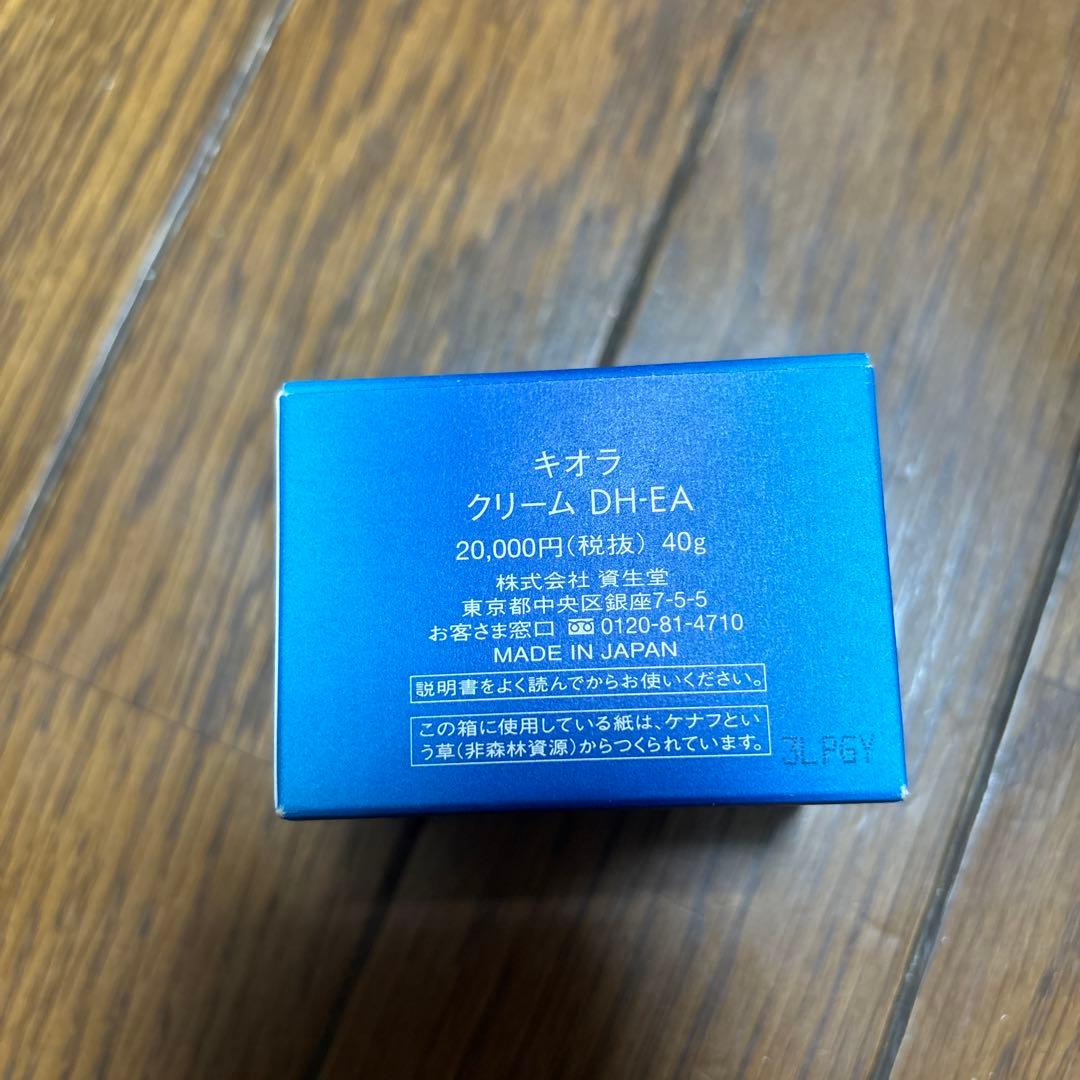 キオラ
クリーム DH-EA
20,000円(税抜) 40g
株式会社 資生堂
東京都中央区銀座7-5-5
お客さま窓口 0120-81-4710
MADE IN JAPAN
説明書をよく読んでからお使いください。
この箱に使用している紙は、ケナフとい
う草(非森林資源)からつくられています。
3LPGY